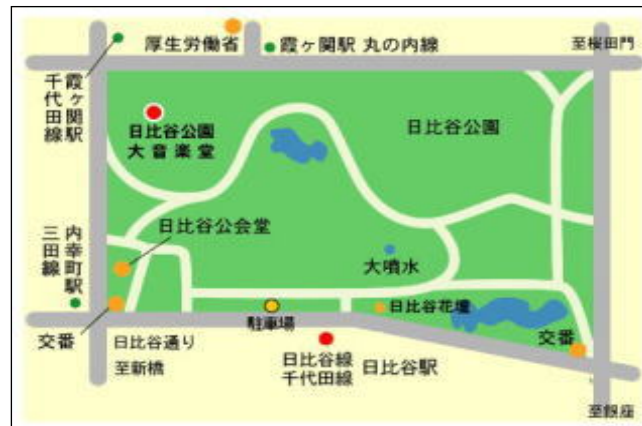 厚生労働省
霞ヶ関駅 丸の内線
至桜田門
霞ヶ関駅
千代田線
日比谷公園
大音楽堂
日比谷公園
日比谷公会堂
内幸町駅
三田線
大噴水
日比谷花壇
駐車場
交番
日比谷通り
至新橋
日比谷線
千代田線
日比谷駅
交番
至銀座